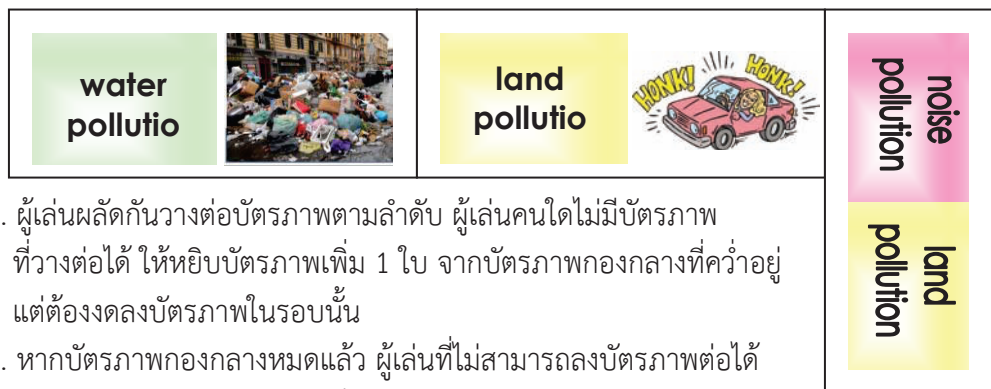 water
pollutio
land
pollutio
HONK!
HONK!
noise
pollution
land
pollution
. ผู้เล่นผลัดกันวางต่อบัตรภาพตามลำดับ ผู้เล่นคนใดไม่มีบัตรภาพ
ที่วางต่อได้ ให้หยิบบัตรภาพเพิ่ม 1 ใบ จากบัตรภาพกองกลางที่คว่ำอยู่
แต่ต้องงดลงบัตรภาพในรอบนั้น
. หากบัตรภาพกองกลางหมดแล้ว ผู้เล่นที่ไม่สามารถลงบัตรภาพต่อได้